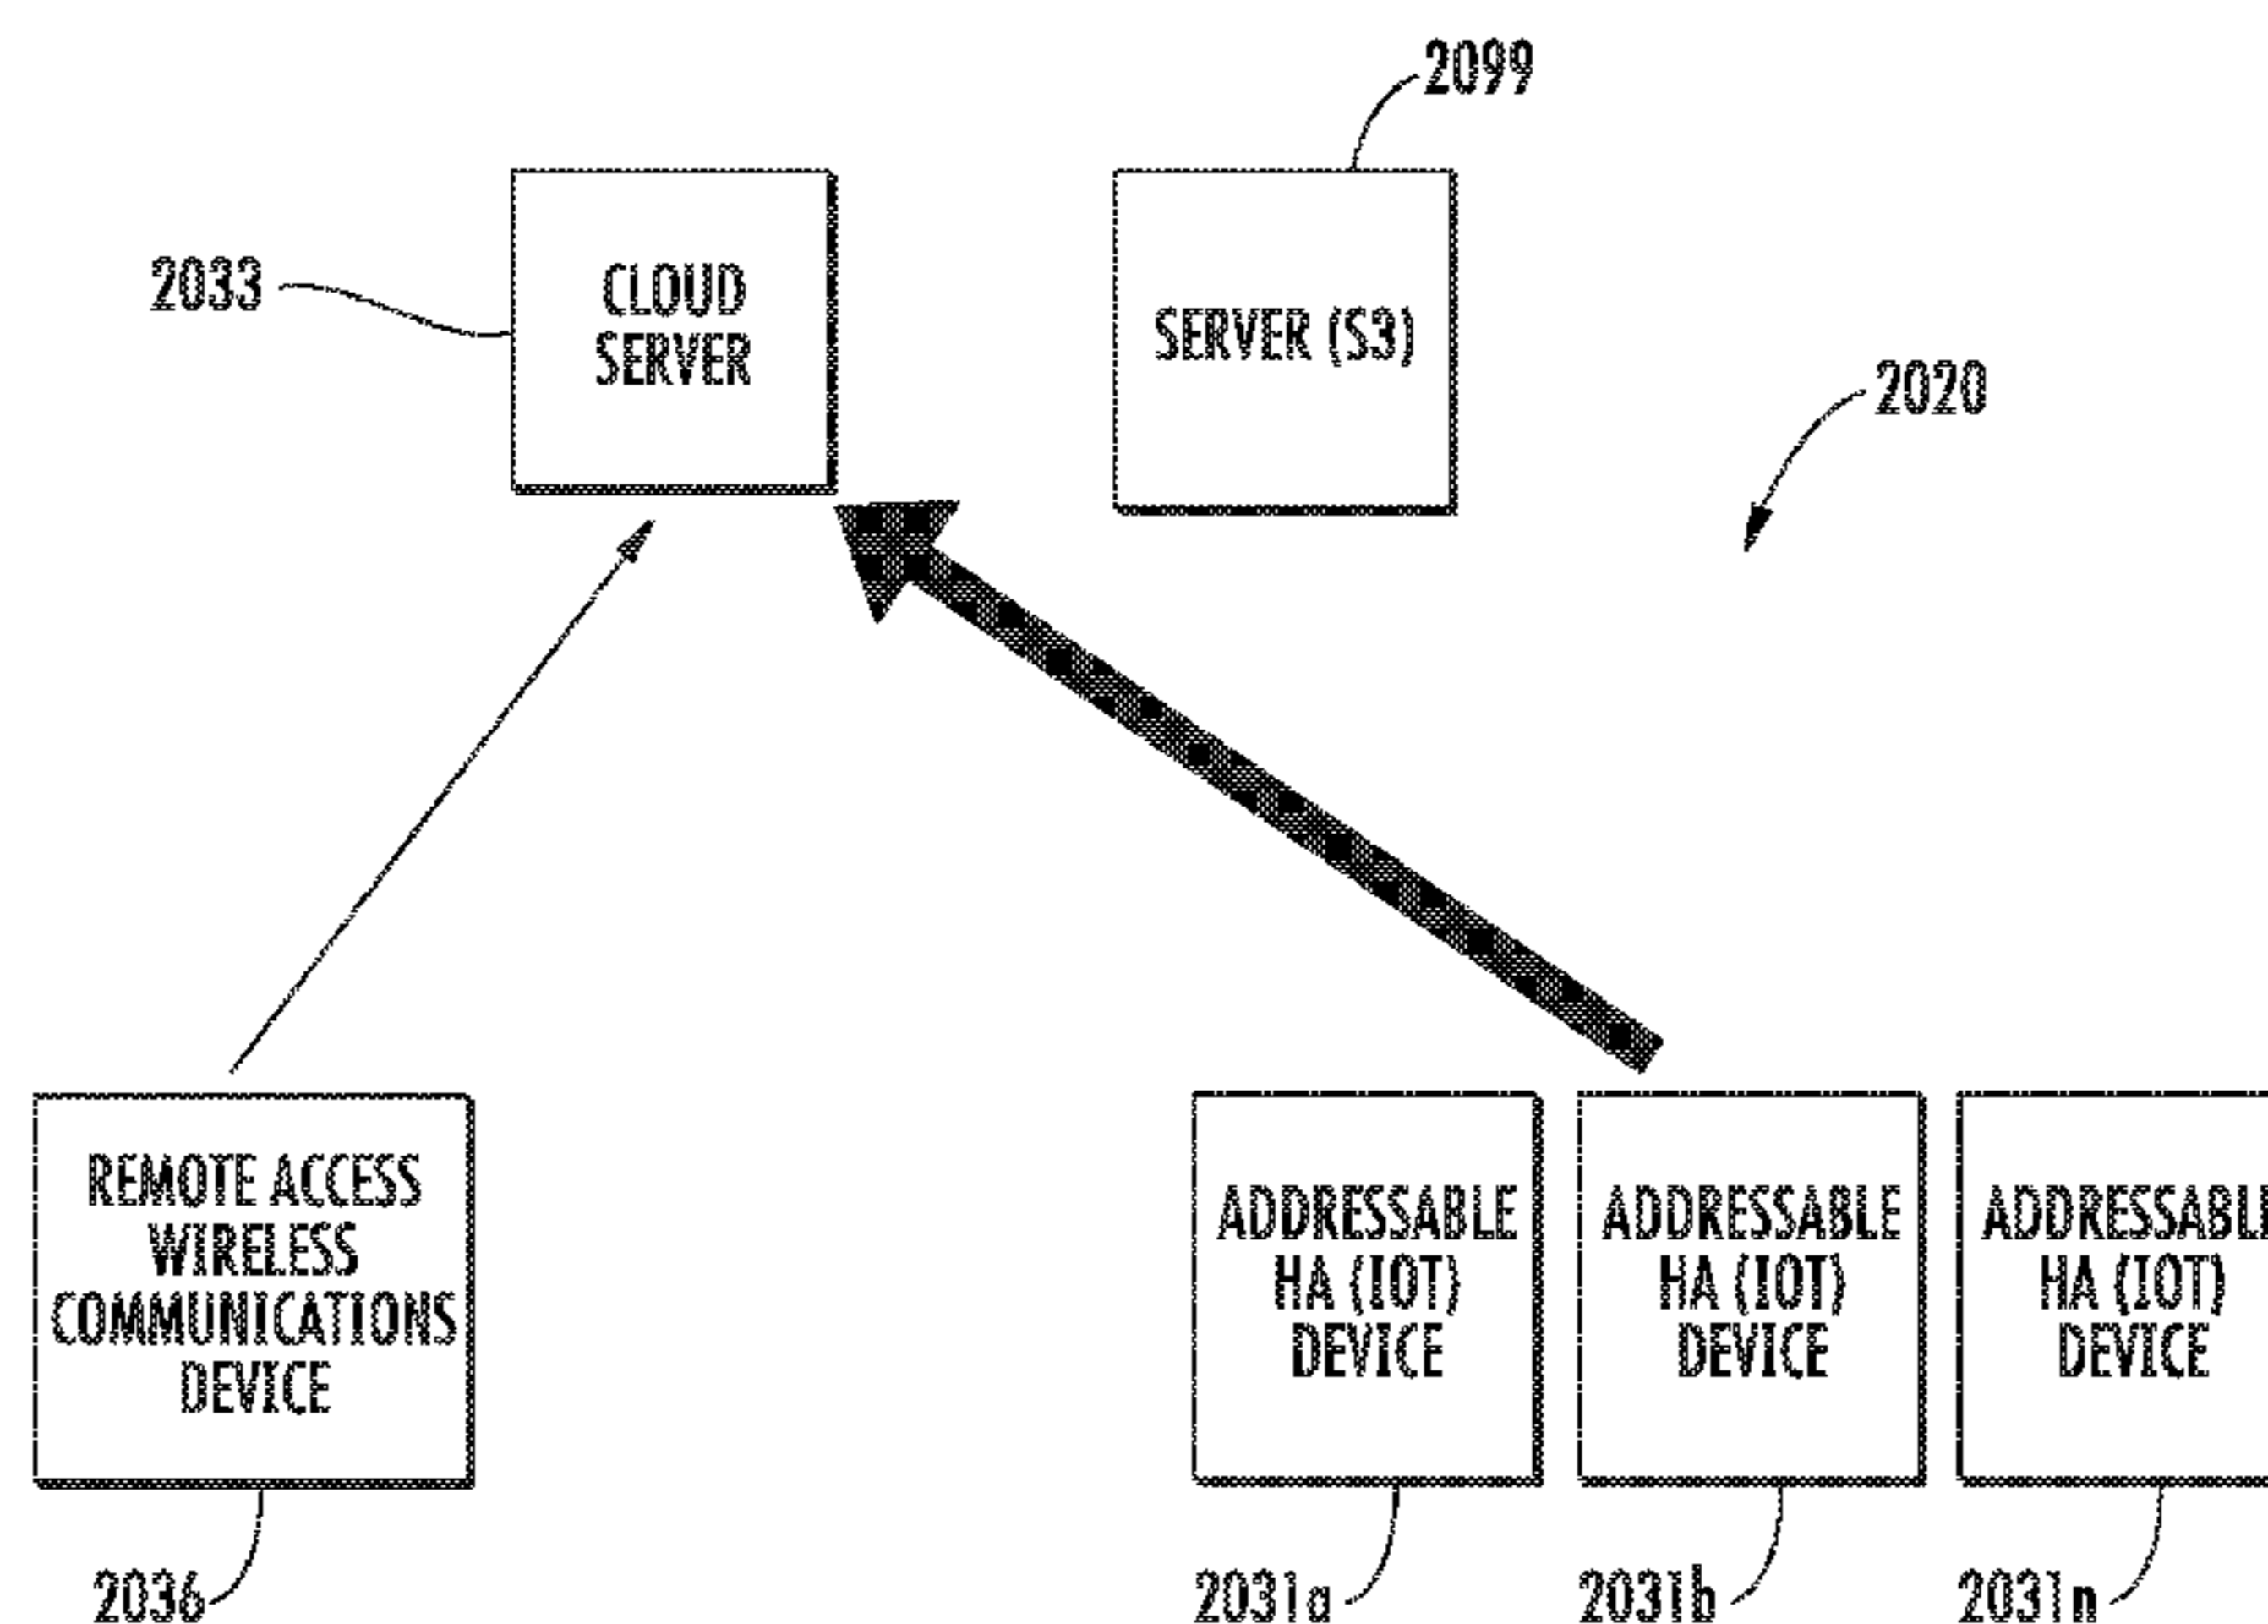 2099
2033
CLOUD
SERVER
SERVER (S3)
2020
REMOTE ACCESS
WIRELESS
COMMUNICATIONS
DEVICE
ADDRESSABLE
HA (IOT)
DEVICE
ADDRESSABLE
HA (IOT)
DEVICE
ADDRESSABLE
HA (IOT)
DEVICE
2036
2031a
2031b
2031n